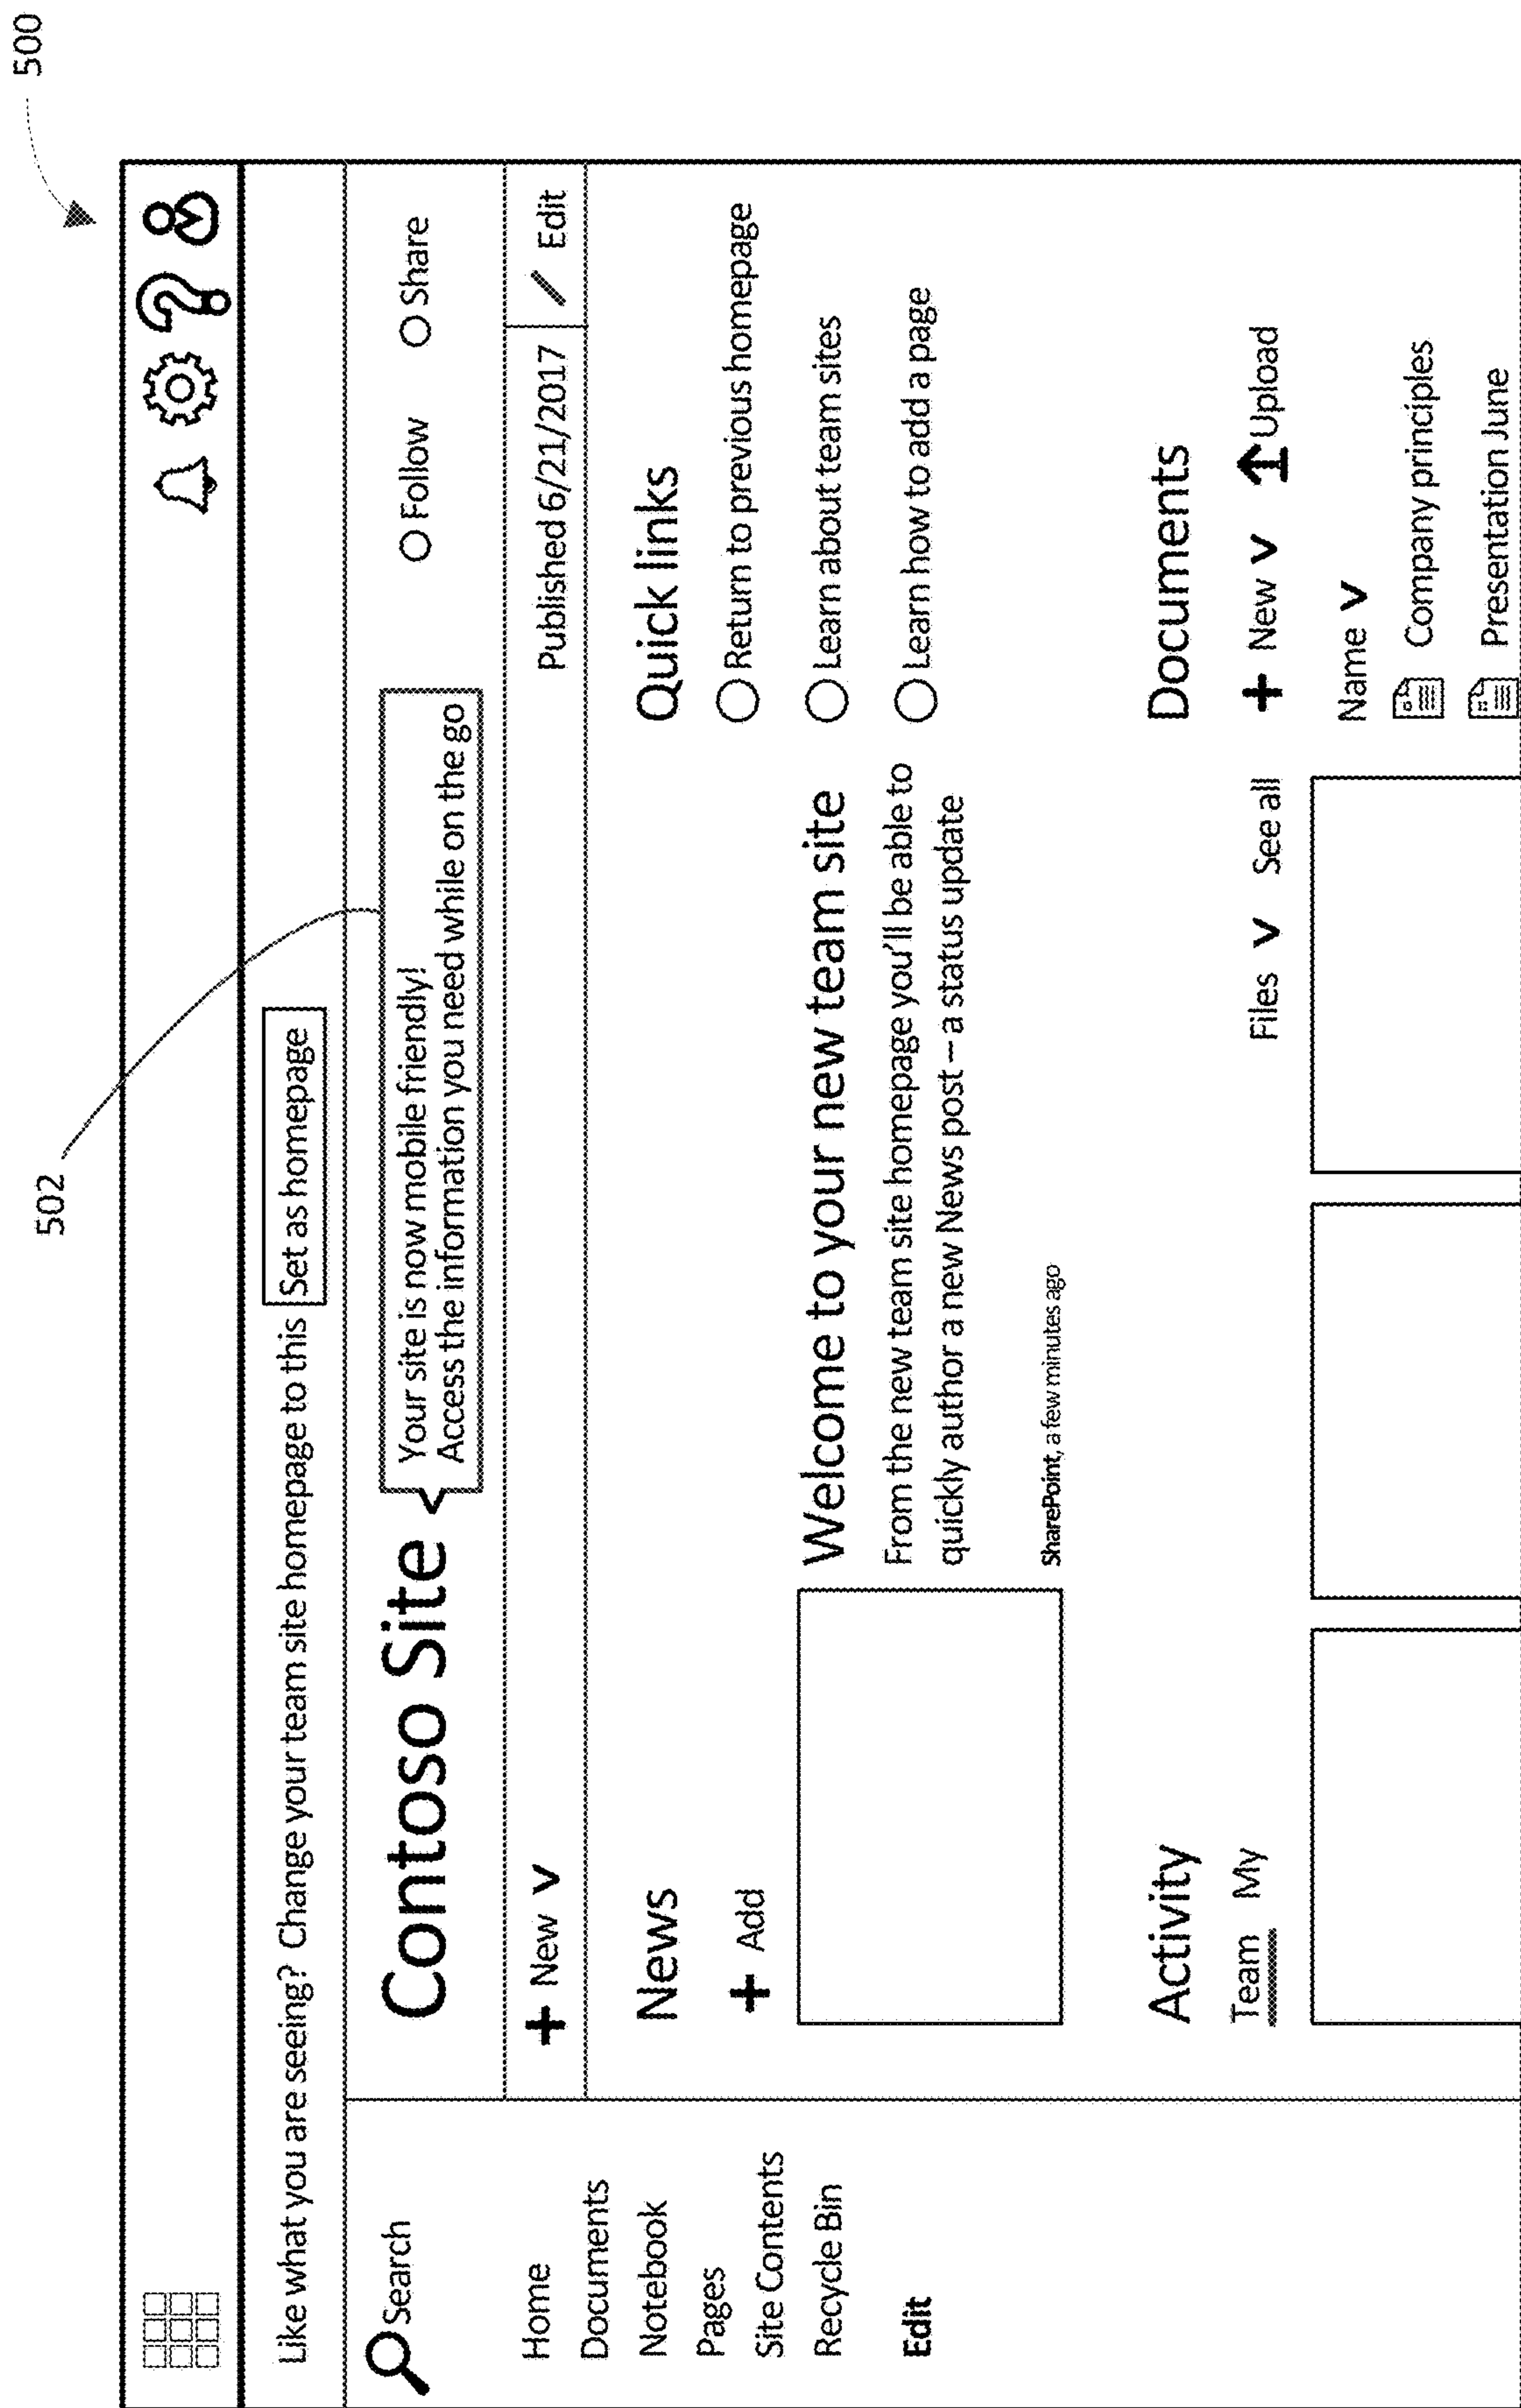 500
502
Like what you are seeing? Change your team site homepage to this Set as homepage
Search
Home
Documents
Notebook
Pages
Site Contents
Recycle Bin
Edit
Contoso Site
Your site is now mobile friendly!
Access the information you need while on the go
Follow Share
+ New Published 6/21/2017 Edit
News
+ Add
Welcome to your new team site
From the new team site homepage you'll be able to
quickly author a new News post – a status update
SharePoint, a few minutes ago
Quick links
Return to previous homepage
Learn about team sites
Learn how to add a page
Activity
Team My
Files See all
Documents
+ New Upload
Name
Company principles
Presentation June